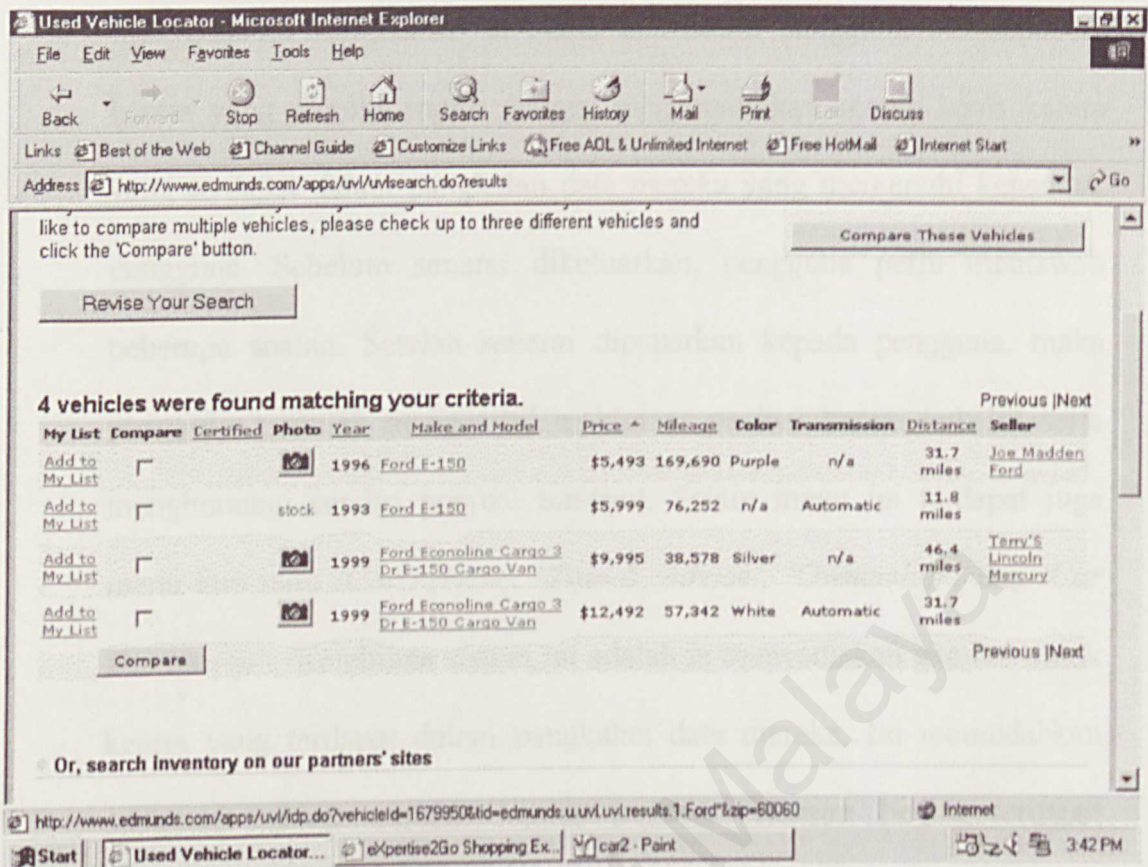 Used Vehicle Locator - Microsoft Internet Explorer
File Edit View Favorites Tools Help
Back Forward Stop Refresh Home Search Favorites History Mail Print Edit Discuss
Links Best of the Web Channel Guide Customize Links Free AOL & Unlimited Internet Free HotMail Internet Start »
Address http://www.edmunds.com/apps/uvl/uvlsearch.do?results Go
like to compare multiple vehicles, please check up to three different vehicles and
click the 'Compare' button.
Compare These Vehicles
Revise Your Search
4 vehicles were found matching your criteria.
Previous |Next
My List Compare Certified Photo Year Make and Model Price Mileage Color Transmission Distance Seller
Add to My List 1996 Ford E-150 $5,493 169,690 Purple n/a 31.7 miles Joe Madden Ford
Add to My List stock 1993 Ford E-150 $5,999 76,252 n/a Automatic 11.8 miles
Add to My List 1999 Ford Econoline Cargo 3 Dr E-150 Cargo Van $9,995 38,578 Silver n/a 46.4 miles Terry'S Lincoln Mercury
Add to My List 1999 Ford Econoline Cargo 3 Dr E-150 Cargo Van $12,492 57,342 White Automatic 31.7 miles
Compare
Previous |Next
Or, search inventory on our partners' sites
http://www.edmunds.com/apps/uvl/idp.do?vehicleId=1679950&tid=edmunds.u.uvl.uvl.results.1.Ford*&zip=60060 Internet
Start Used Vehicle Locator... eXpertise2Go Shopping Ex... car2 - Paint 3:42 PM
Malaya